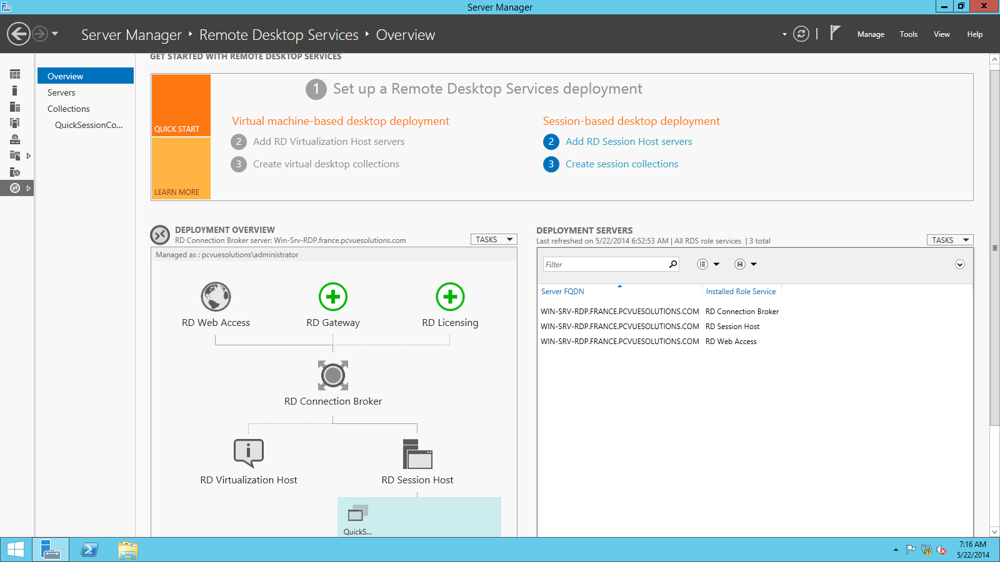 Server Manager
Server Manager ‣ Remote Desktop Services ‣ Overview
Manage Tools View Help
Overview
Servers
Collections
QuickSessionCo...
GET STARTED WITH REMOTE DESKTOP SERVICES
QUICK START
LEARN MORE
1 Set up a Remote Desktop Services deployment
Virtual machine-based desktop deployment
2 Add RD Virtualization Host servers
3 Create virtual desktop collections
Session-based desktop deployment
2 Add RD Session Host servers
3 Create session collections
DEPLOYMENT OVERVIEW
RD Connection Broker server: Win-Srv-RDP.france.pcvuesolutions.com
TASKS
Managed as : pcvuesolutions\administrator
RD Web Access
RD Gateway
RD Licensing
RD Connection Broker
RD Virtualization Host
RD Session Host
QuickS...
DEPLOYMENT SERVERS
Last refreshed on 5/22/2014 6:52:53 AM | All RDS role services | 3 total
TASKS
Filter
Server FQDN Installed Role Service
WIN-SRV-RDP.FRANCE.PCVUESOLUTIONS.COM RD Connection Broker
WIN-SRV-RDP.FRANCE.PCVUESOLUTIONS.COM RD Session Host
WIN-SRV-RDP.FRANCE.PCVUESOLUTIONS.COM RD Web Access
7:16 AM
5/22/2014